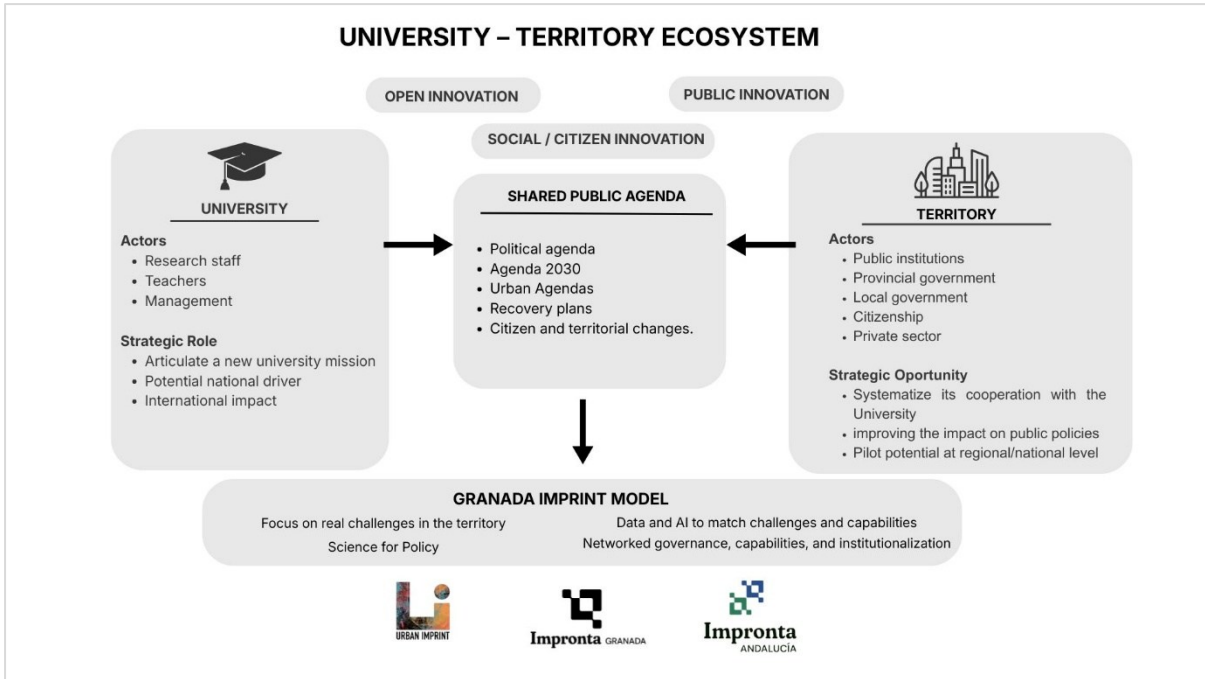 UNIVERSITY – TERRITORY ECOSYSTEM
OPEN INNOVATION
PUBLIC INNOVATION
SOCIAL / CITIZEN INNOVATION
UNIVERSITY
Actors
• Research staff
• Teachers
• Management
Strategic Role
• Articulate a new university mission
• Potential national driver
• International impact
SHARED PUBLIC AGENDA
• Political agenda
• Agenda 2030
• Urban Agendas
• Recovery plans
• Citizen and territorial changes.
TERRITORY
Actors
• Public institutions
• Provincial government
• Local government
• Citizenship
• Private sector
Strategic Oportunity
• Systematize its cooperation with the
University
• improving the impact on public policies
• Pilot potential at regional/national level
GRANADA IMPRINT MODEL
Focus on real challenges in the territory
Science for Policy
Data and AI to match challenges and capabilities
Networked governance, capabilities, and institutionalization
URBAN IMPRINT
Impronta GRANADA
Impronta
ANDALUCÍA